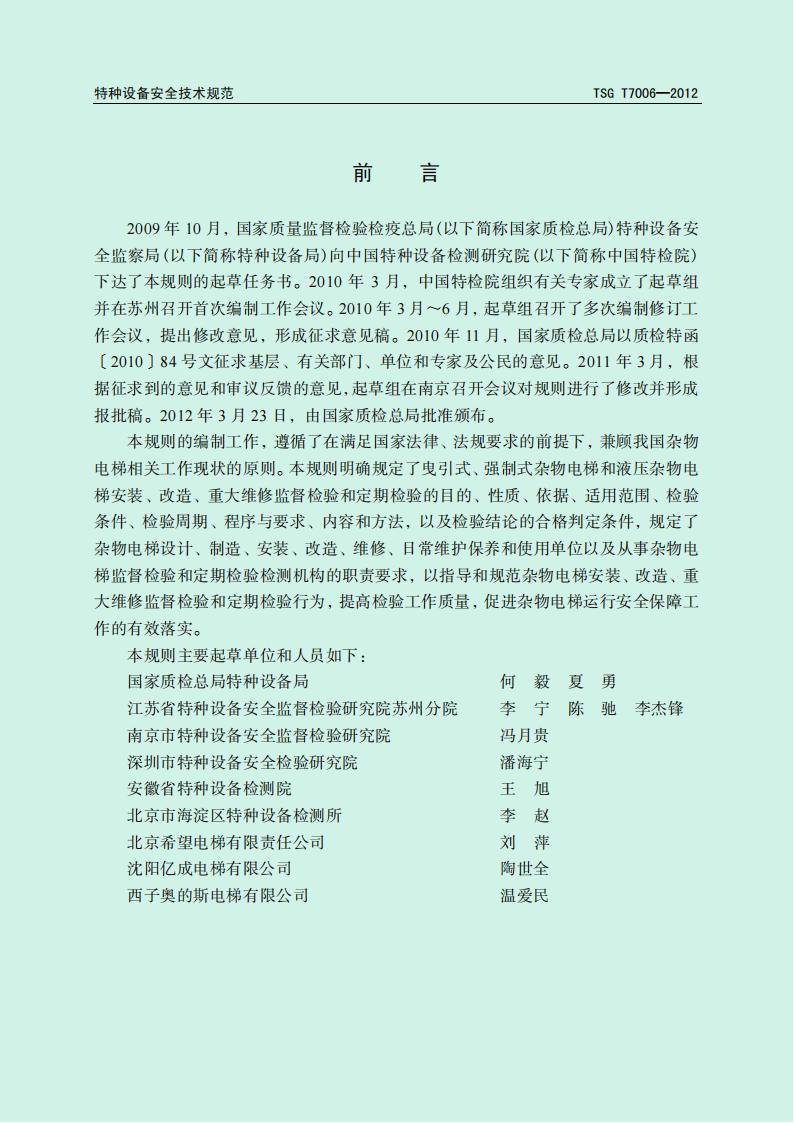 特种设备安全技术规范 TSG T7006—2012
前 言
2009 年 10 月，国家质量监督检验检疫总局(以下简称国家质检总局)特种设备安
全监察局(以下简称特种设备局)向中国特种设备检测研究院(以下简称中国特检院)
下达了本规则的起草任务书。2010 年 3 月，中国特检院组织有关专家成立了起草组
并在苏州召开首次编制工作会议。2010 年 3 月～6 月，起草组召开了多次编制修订工
作会议，提出修改意见，形成征求意见稿。2010 年 11 月，国家质检总局以质检特函
〔2010〕84 号文征求基层、有关部门、单位和专家及公民的意见。2011 年 3 月，根
据征求到的意见和审议反馈的意见，起草组在南京召开会议对规则进行了修改并形成
报批稿。2012 年 3 月 23 日，由国家质检总局批准颁布。
本规则的编制工作，遵循了在满足国家法律、法规要求的前提下，兼顾我国杂物
电梯相关工作现状的原则。本规则明确规定了曳引式、强制式杂物电梯和液压杂物电
梯安装、改造、重大维修监督检验和定期检验的目的、性质、依据、适用范围、检验
条件、检验周期、程序与要求、内容和方法，以及检验结论的合格判定条件，规定了
杂物电梯设计、制造、安装、改造、维修、日常维护保养和使用单位以及从事杂物电
梯监督检验和定期检验检测机构的职责要求，以指导和规范杂物电梯安装、改造、重
大维修监督检验和定期检验行为，提高检验工作质量，促进杂物电梯运行安全保障工
作的有效落实。
本规则主要起草单位和人员如下：
国家质检总局特种设备局 何 毅 夏 勇
江苏省特种设备安全监督检验研究院苏州分院 李 宁 陈 驰 李杰锋
南京市特种设备安全监督检验研究院 冯月贵
深圳市特种设备安全检验研究院 潘海宁
安徽省特种设备检测院 王 旭
北京市海淀区特种设备检测所 李 赵
北京希望电梯有限责任公司 刘 萍
沈阳亿成电梯有限公司 陶世全
西子奥的斯电梯有限公司 温爱民